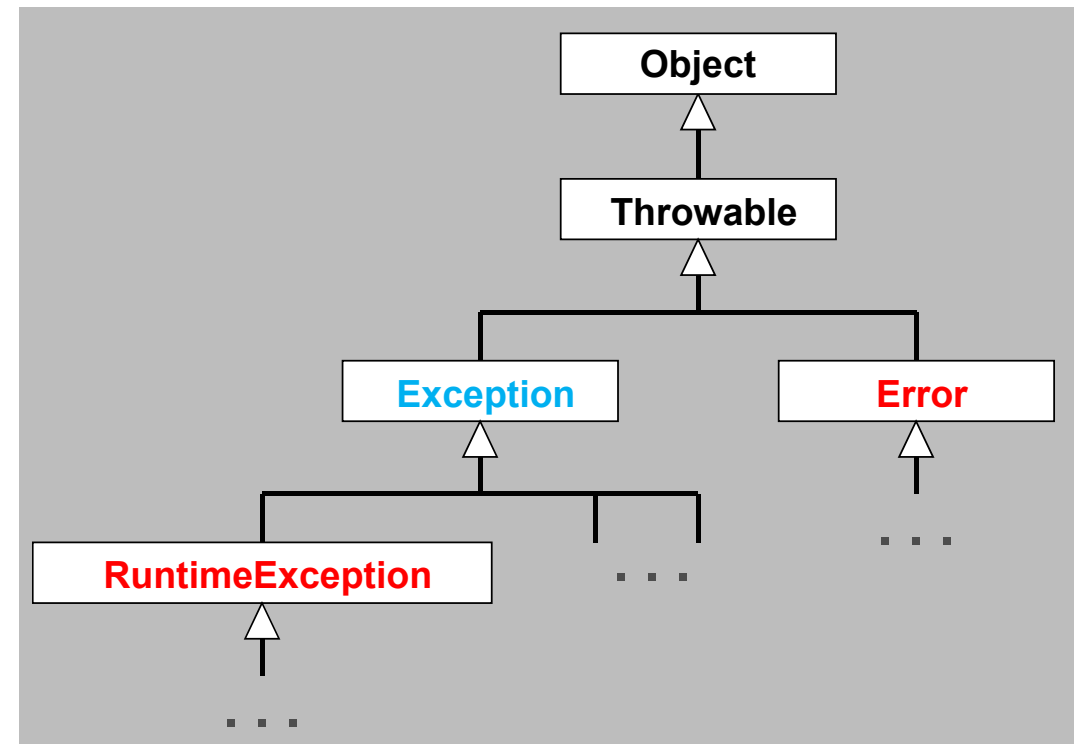 Object
Throwable
Exception
Error
RuntimeException
. . .
. . .
. . .